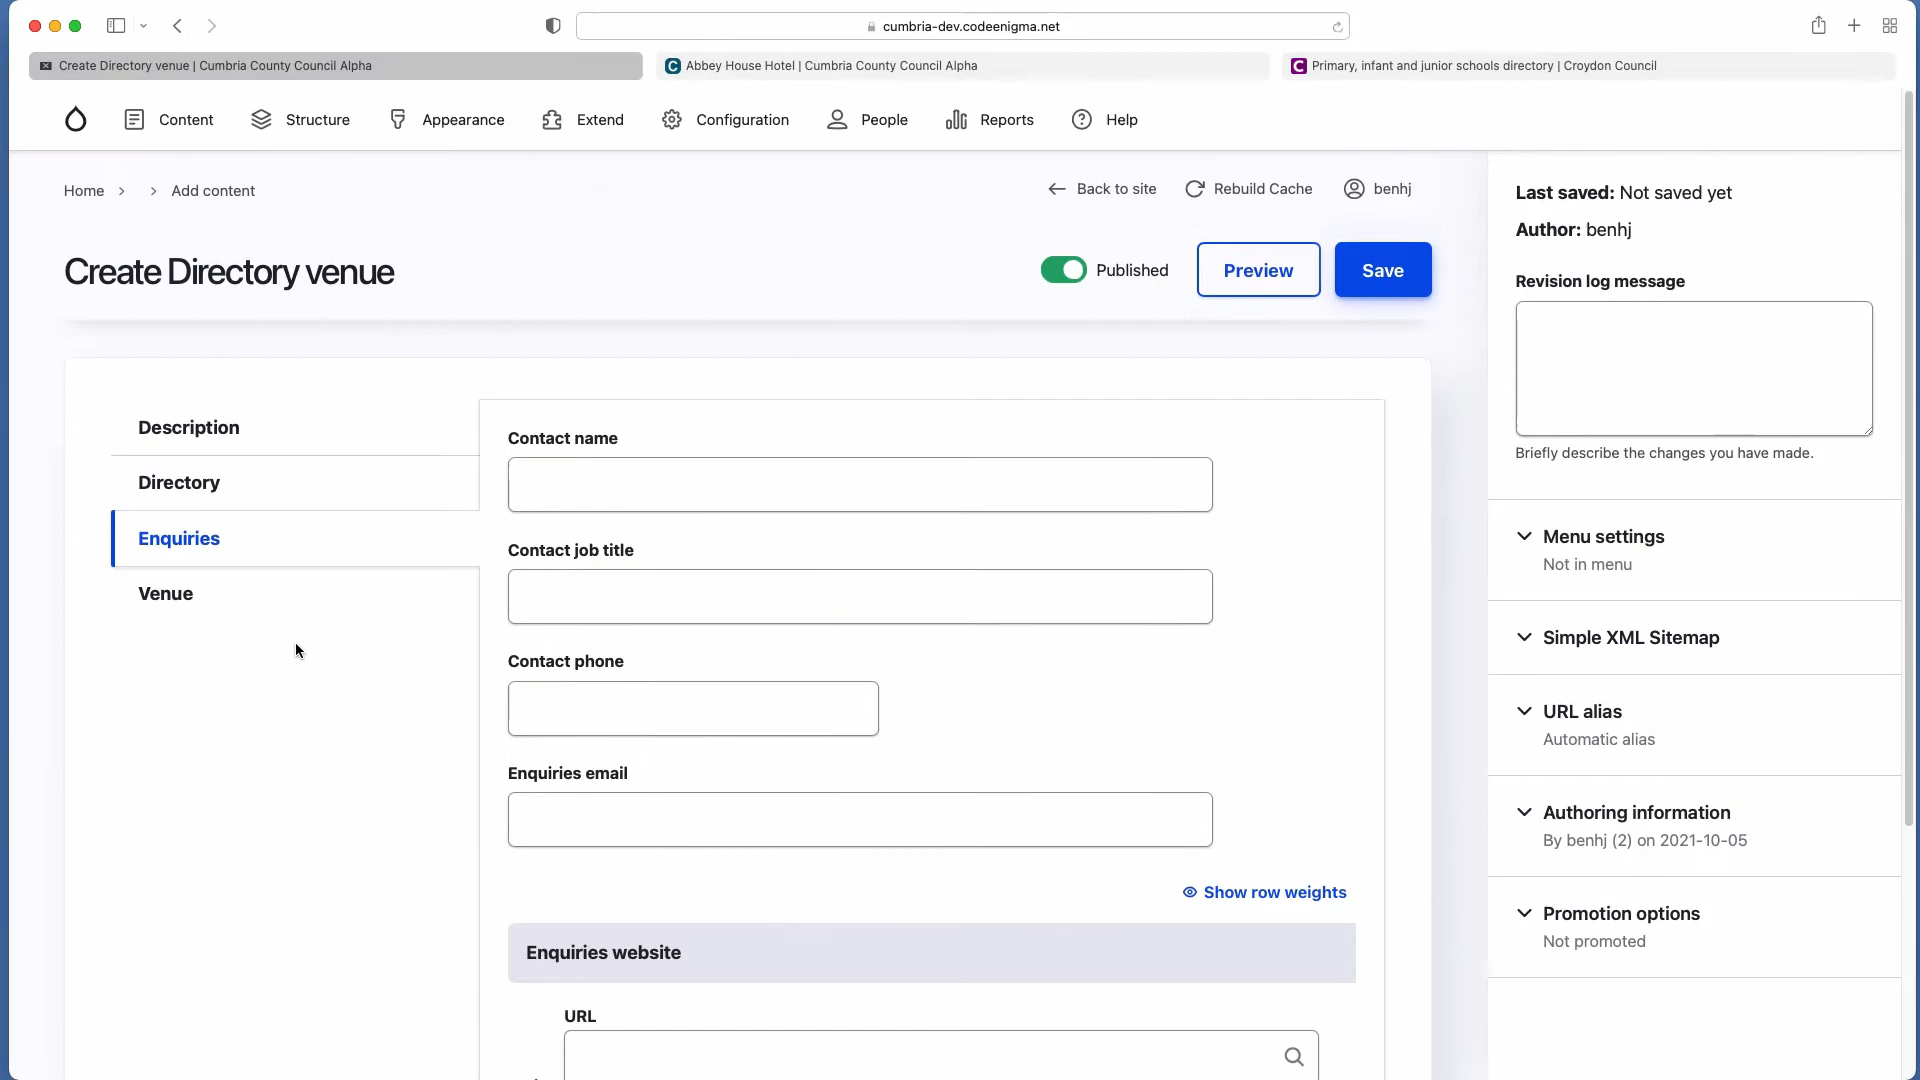 cumbria-dev.codeenigma.net
Create Directory venue | Cumbria County Council Alpha
Abbey House Hotel | Cumbria County Council Alpha
Primary, infant and junior schools directory | Croydon Council
Content
Structure
Appearance
Extend
Configuration
People
Reports
Help
Home > > Add content
Back to site
Rebuild Cache
benhj
Create Directory venue
Published
Preview
Save
Description
Directory
Enquiries
Venue
Contact name
Contact job title
Contact phone
Enquiries email
Show row weights
Enquiries website
URL
Last saved: Not saved yet
Author: benhj
Revision log message
Briefly describe the changes you have made.
Menu settings
Not in menu
Simple XML Sitemap
URL alias
Automatic alias
Authoring information
By benhj (2) on 2021-10-05
Promotion options
Not promoted